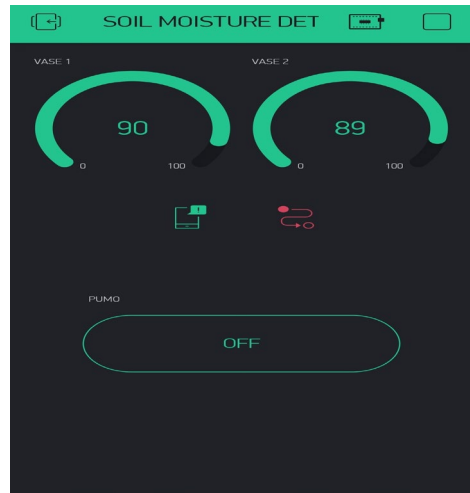 SOIL MOISTURE DET
VASE 1 VASE 2
90 89
0 100 0 100
!
PUMO
OFF